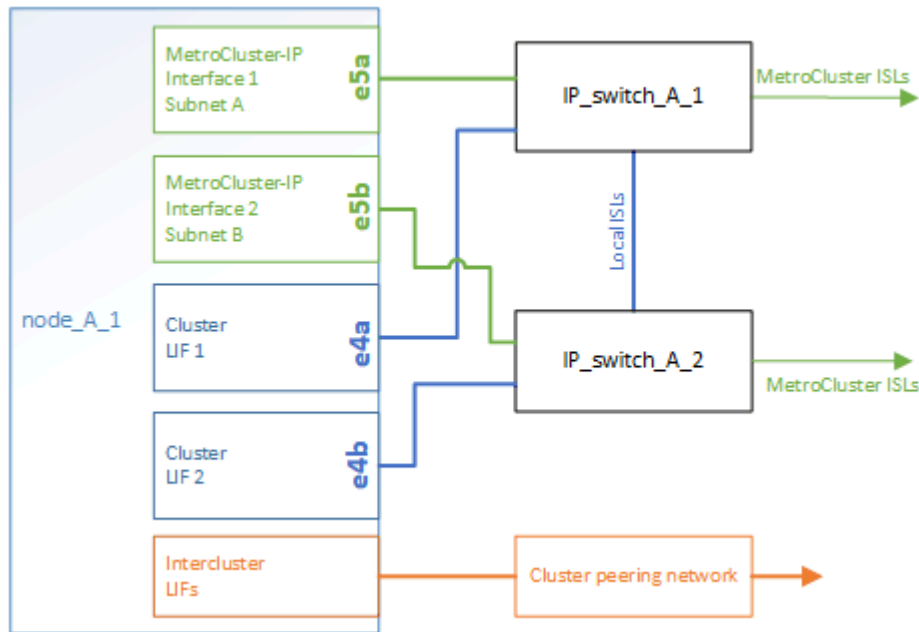 node_A_1
MetroCluster-IP
Interface 1
Subnet A
e5a
MetroCluster-IP
Interface 2
Subnet B
e5b
Cluster
LIF 1
e4a
Cluster
LIF 2
e4b
Intercluster
LIFs
IP_switch_A_1
MetroCluster ISLs
Local ISLs
IP_switch_A_2
MetroCluster ISLs
Cluster peering network